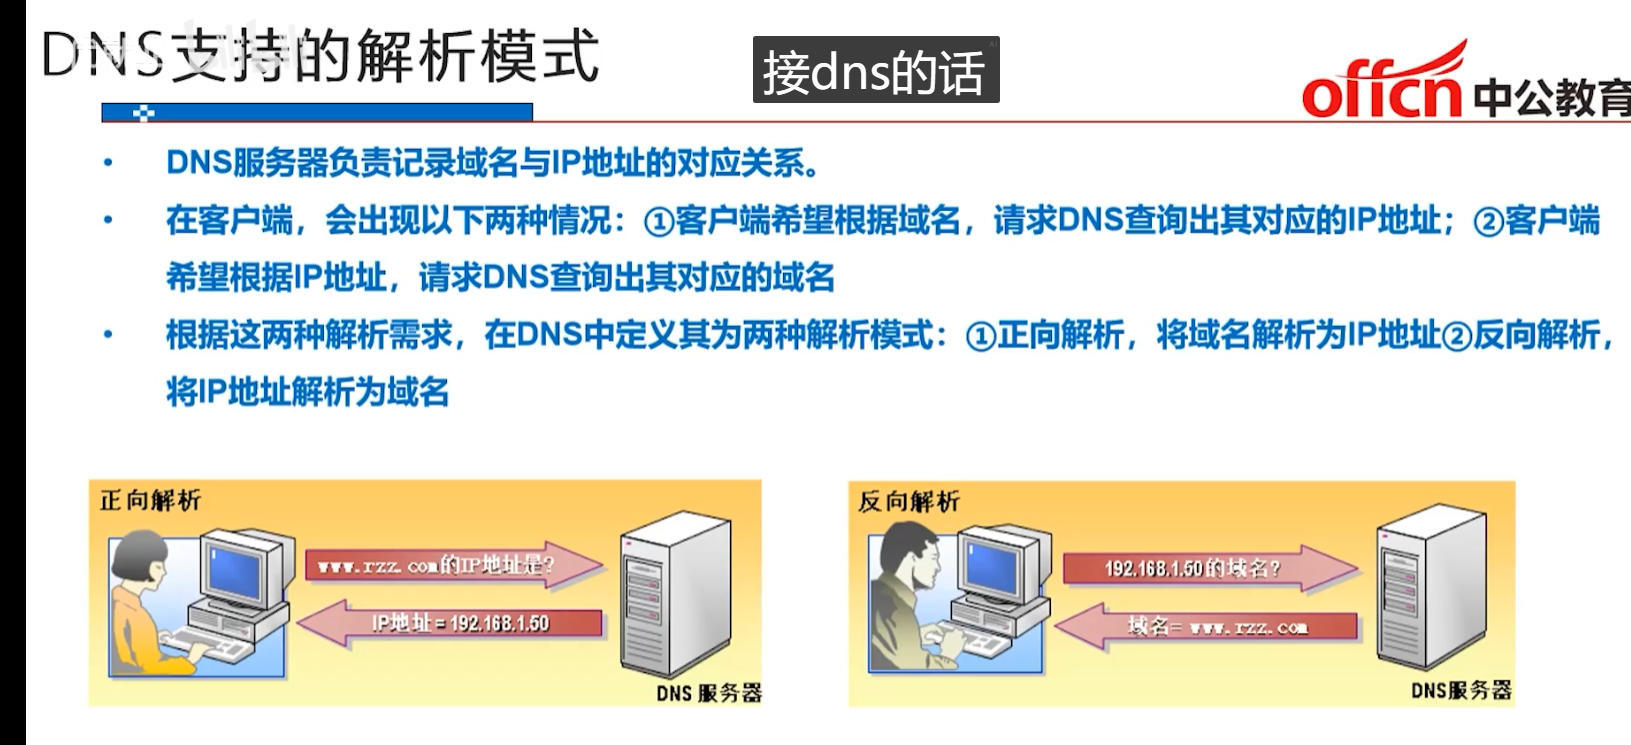 DNS支持的解析模式
接dns的话
offcn中公教育
• DNS服务器负责记录域名与IP地址的对应关系。
• 在客户端，会出现以下两种情况：①客户端希望根据域名，请求DNS查询出其对应的IP地址；②客户端
希望根据IP地址，请求DNS查询出其对应的域名
• 根据这两种解析需求，在DNS中定义其为两种解析模式：①正向解析，将域名解析为IP地址②反向解析，
将IP地址解析为域名
正向解析
www.rzz.com的IP地址是?
IP地址=192.168.1.50
DNS 服务器
反向解析
192.168.1.50的域名?
域名= www.rzz.com
DNS服务器